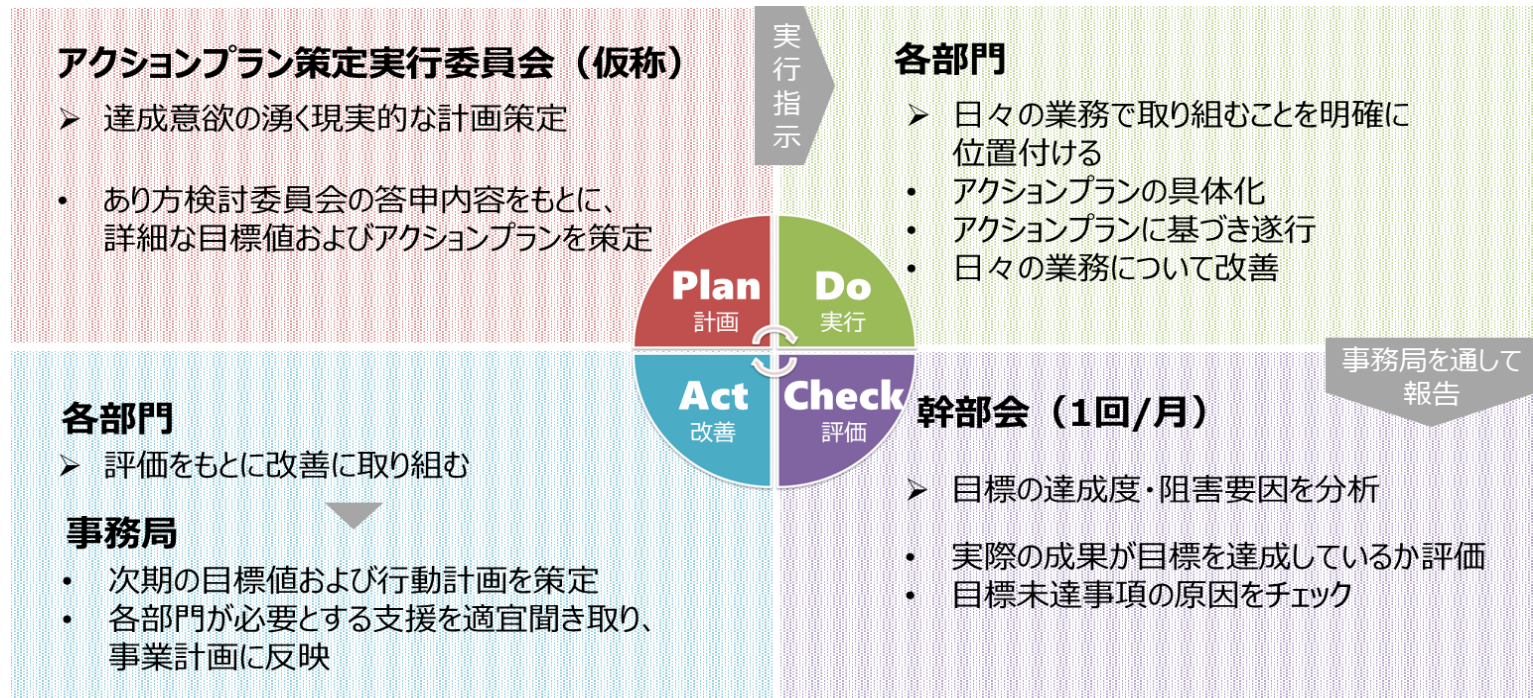 アクションプラン策定実行委員会（仮称）
➢ 達成意欲の湧く現実的な計画策定
• あり方検討委員会の答申内容をもとに、
詳細な目標値およびアクションプランを策定
実行指示
各部門
➢ 日々の業務で取り組むことを明確に
位置付ける
• アクションプランの具体化
• アクションプランに基づき遂行
• 日々の業務について改善
Plan
計画
Do
実行
Act
改善
Check
評価
事務局を通して
報告
各部門
➢ 評価をもとに改善に取り組む
事務局
• 次期の目標値および行動計画を策定
• 各部門が必要とする支援を適宜聞き取り、
事業計画に反映
幹部会（1回/月）
➢ 目標の達成度・阻害要因を分析
• 実際の成果が目標を達成しているか評価
• 目標未達事項の原因をチェック